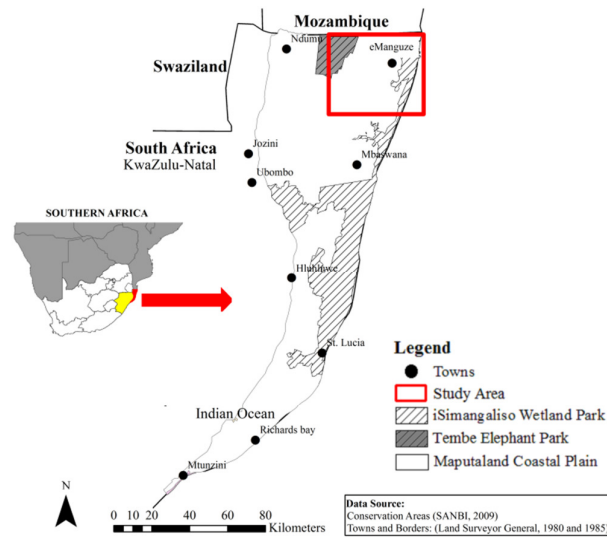 Mozambique
Ndumu
eManguze
Swaziland
South Africa
KwaZulu-Natal
Jozini
Ubombo
Mbaswana
SOUTHERN AFRICA
Hluhluwe
St. Lucia
Indian Ocean
Richards bay
Mtunzini
N
0 10 20 40 60 80
Kilometers
Legend
Towns
Study Area
iSimangaliso Wetland Park
Tembe Elephant Park
Maputaland Coastal Plain
Data Source:
Conservation Areas (SANBI, 2009)
Towns and Borders: (Land Surveyor General, 1980 and 1985)